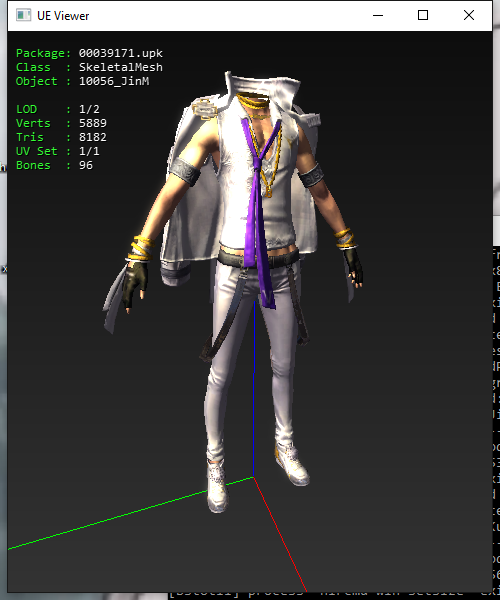 UE Viewer
Package: 00039171.upk
Class : SkeletalMesh
Object : 10056_JinM
LOD : 1/2
Verts : 5889
Tris : 8182
UV Set : 1/1
Bones : 96